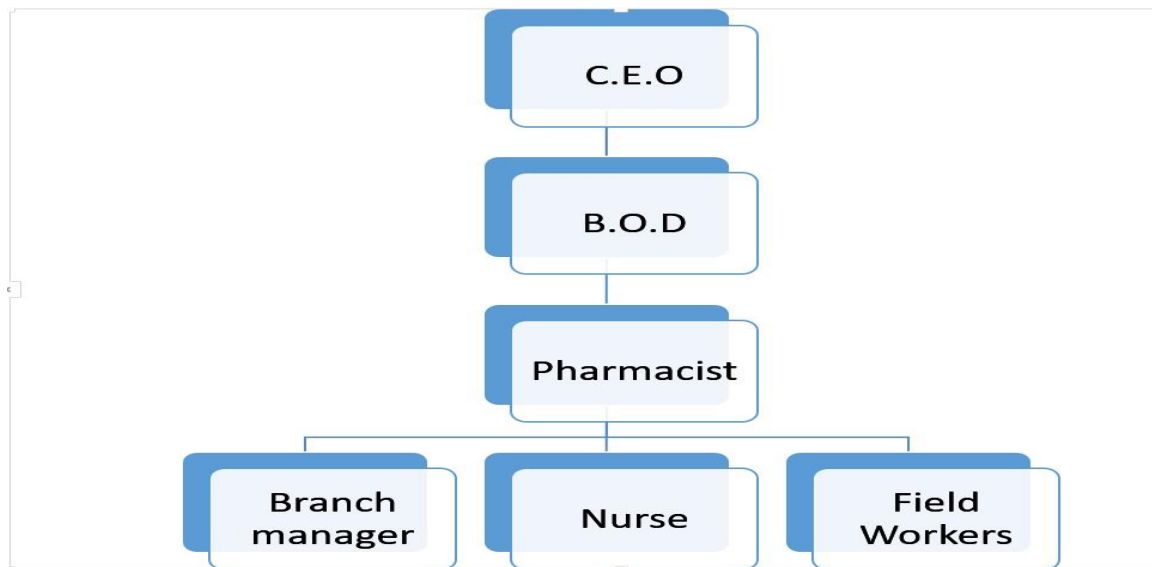 C.E.O
B.O.D
Pharmacist
Branch
manager
Nurse
Field
Workers